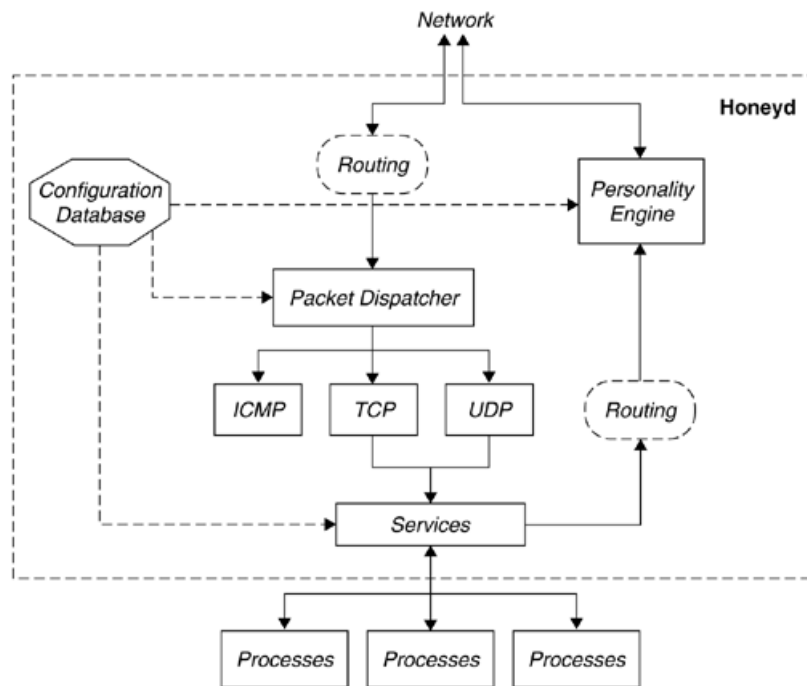 Network
Honeyd
Routing
Configuration
Database
Personality
Engine
Packet Dispatcher
ICMP
TCP
UDP
Routing
Services
Processes
Processes
Processes